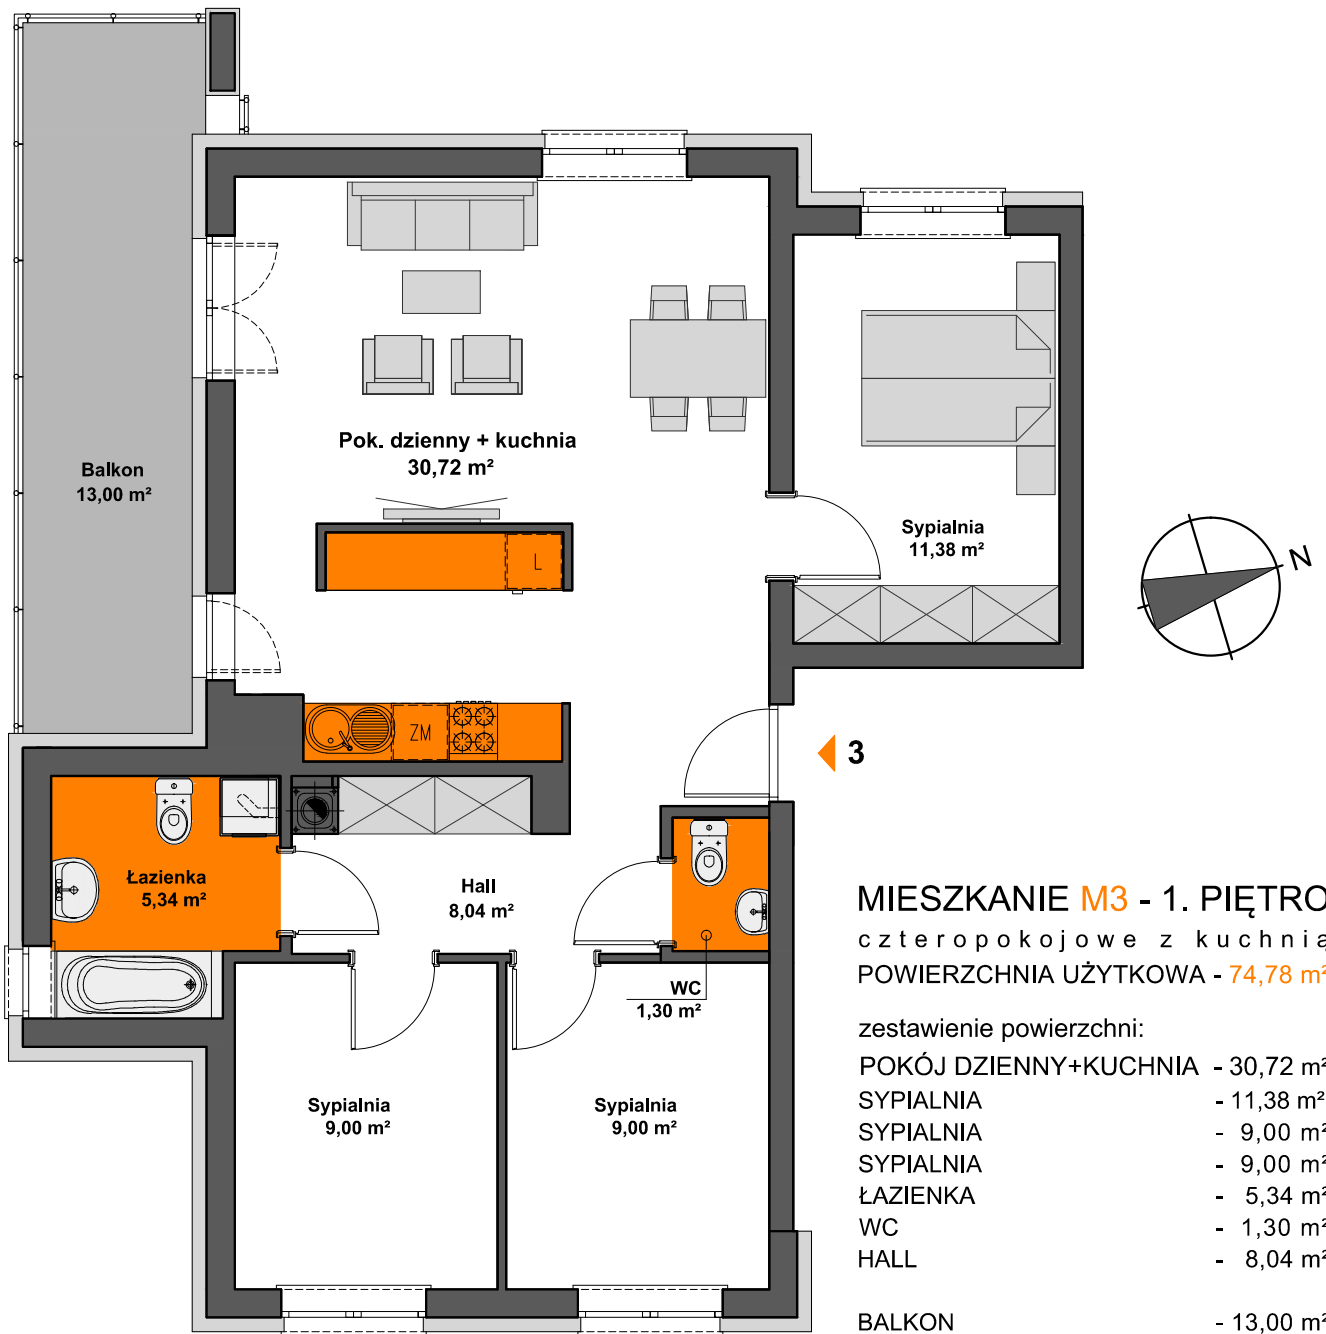 Balkon
13,00 m²
Pok. dzienny + kuchnia
30,72 m²
L
Sypialnia
11,38 m²
N
ZM
3
Łazienka
5,34 m²
Hall
8,04 m²
WC
1,30 m²
Sypialnia
9,00 m²
Sypialnia
9,00 m²
MIESZKANIE M3 - 1. PIĘTRO
czteropokojowe z kuchnią
POWIERZCHNIA UŻYTKOWA - 74,78 m²
zestawienie powierzchni:
POKÓJ DZIENNY+KUCHNIA - 30,72 m²
SYPIALNIA - 11,38 m²
SYPIALNIA - 9,00 m²
SYPIALNIA - 9,00 m²
ŁAZIENKA - 5,34 m²
WC - 1,30 m²
HALL - 8,04 m²
BALKON - 13,00 m²